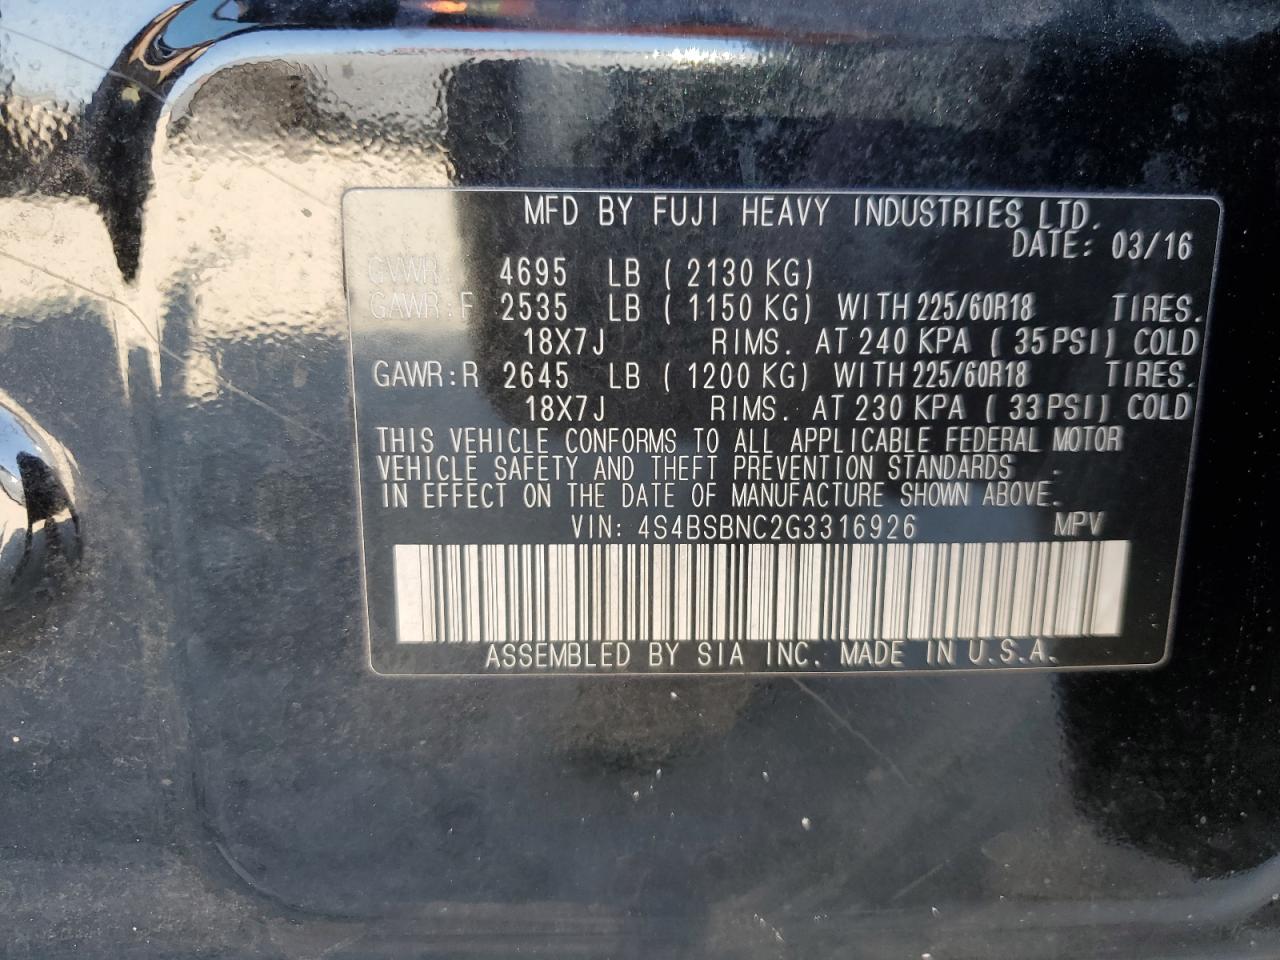 MFD BY FUJI HEAVY INDUSTRIES LTD.
DATE: 03/16
GVWR: 4695 LB ( 2130 KG)
GAWR:F 2535 LB ( 1150 KG) WITH 225/60R18 TIRES.
18X7J RIMS. AT 240 KPA ( 35PSI) COLD
GAWR:R 2645 LB ( 1200 KG) WITH 225/60R18 TIRES.
18X7J RIMS. AT 230 KPA ( 33PSI) COLD
THIS VEHICLE CONFORMS TO ALL APPLICABLE FEDERAL MOTOR
VEHICLE SAFETY AND THEFT PREVENTION STANDARDS
IN EFFECT ON THE DATE OF MANUFACTURE SHOWN ABOVE.
VIN: 4S4BSBNC2G3316926 MPV
ASSEMBLED BY SIA INC. MADE IN U.S.A.